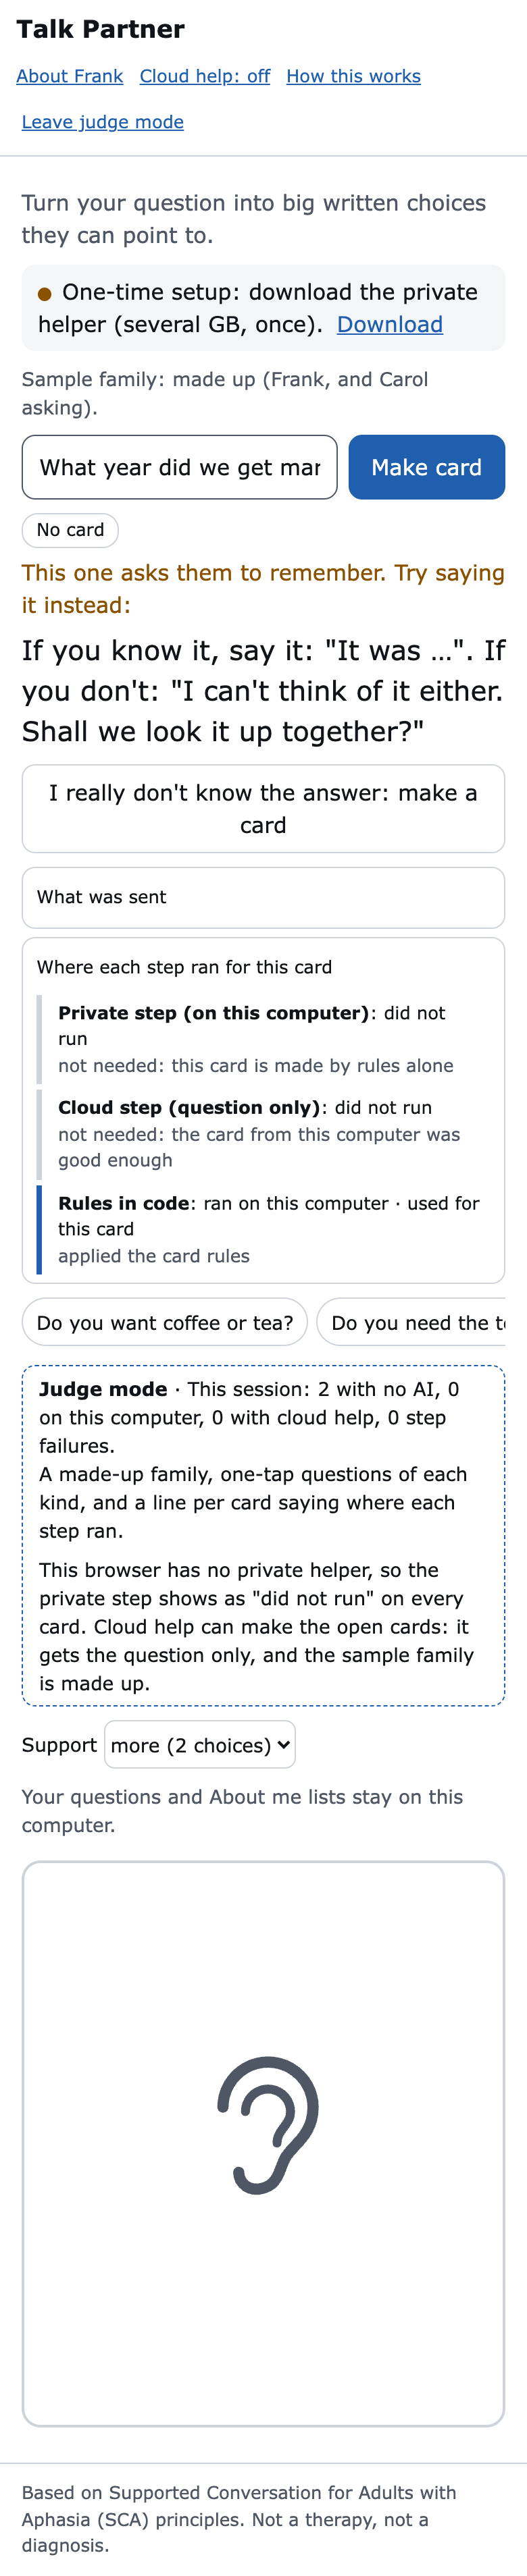 Talk Partner
About Frank Cloud help: off How this works
Leave judge mode
Turn your question into big written choices
they can point to.
One-time setup: download the private
helper (several GB, once). Download
Sample family: made up (Frank, and Carol
asking).
What year did we get mar
Make card
No card
This one asks them to remember. Try saying
it instead:
If you know it, say it: "It was …". If
you don't: "I can't think of it either.
Shall we look it up together?"
I really don't know the answer: make a
card
What was sent
Where each step ran for this card
Private step (on this computer): did not
run
not needed: this card is made by rules alone
Cloud step (question only): did not run
not needed: the card from this computer was
good enough
Rules in code: ran on this computer · used for
this card
applied the card rules
Do you want coffee or tea?
Do you need the t
Judge mode · This session: 2 with no AI, 0
on this computer, 0 with cloud help, 0 step
failures.
A made-up family, one-tap questions of each
kind, and a line per card saying where each
step ran.
This browser has no private helper, so the
private step shows as "did not run" on every
card. Cloud help can make the open cards: it
gets the question only, and the sample family
is made up.
Support more (2 choices)
Your questions and About me lists stay on this
computer.
Based on Supported Conversation for Adults with
Aphasia (SCA) principles. Not a therapy, not a
diagnosis.